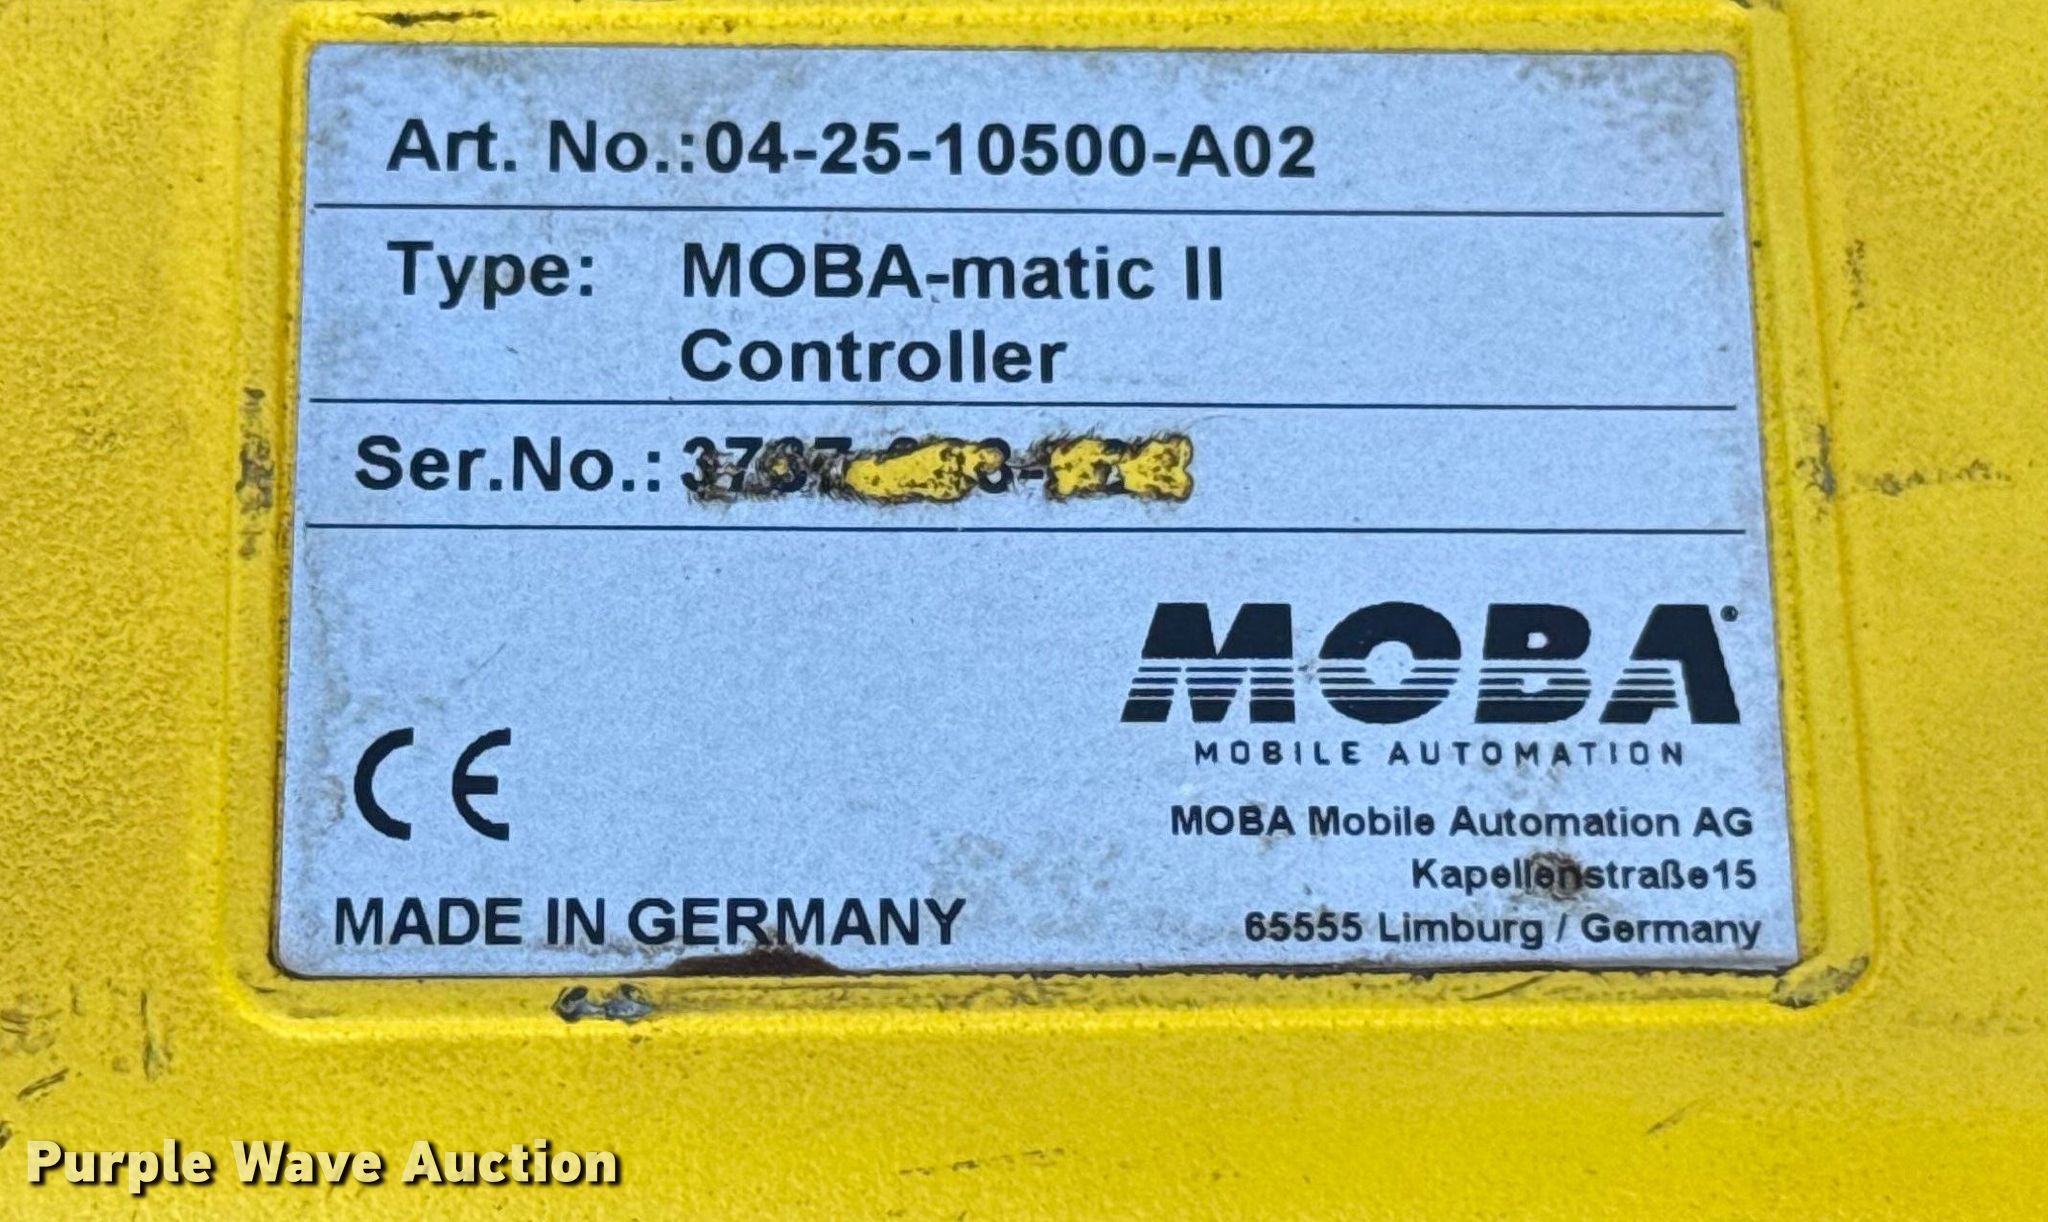 Art. No.:04-25-10500-A02
Type: MOBA-matic II
Controller
Ser.No.:
CE
MOBA®
MOBILE AUTOMATION
MOBA Mobile Automation AG
Kapellenstraße15
MADE IN GERMANY
65555 Limburg / Germany
Purple Wave Auction